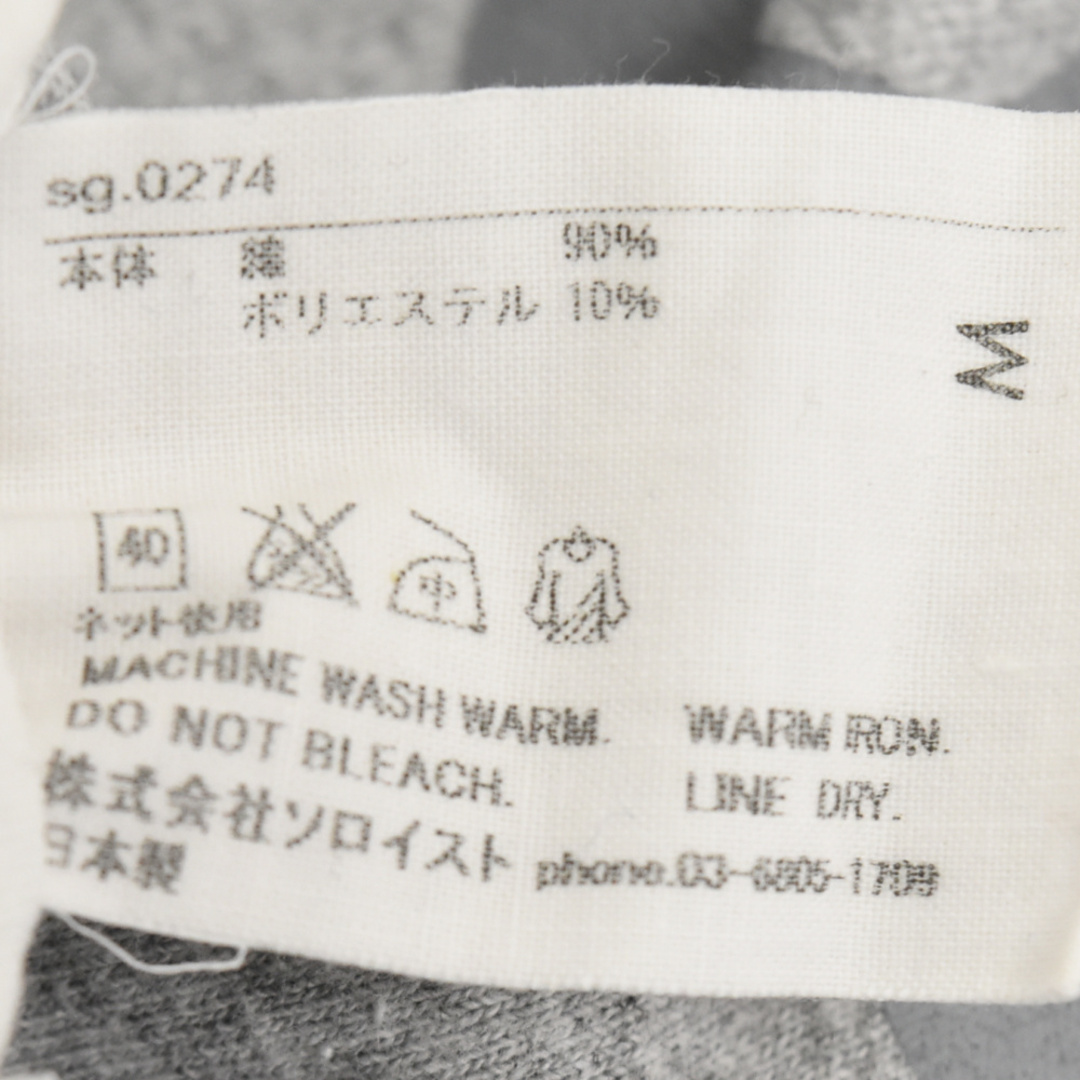 sg.0274
本体 綿 90%
ポリエステル 10%
M
40 中
ネット使用
MACHINE WASH WARM. WARM IRON.
DO NOT BLEACH. LINE DRY.
株式会社ソロイスト phone.03-6805-1709
日本製